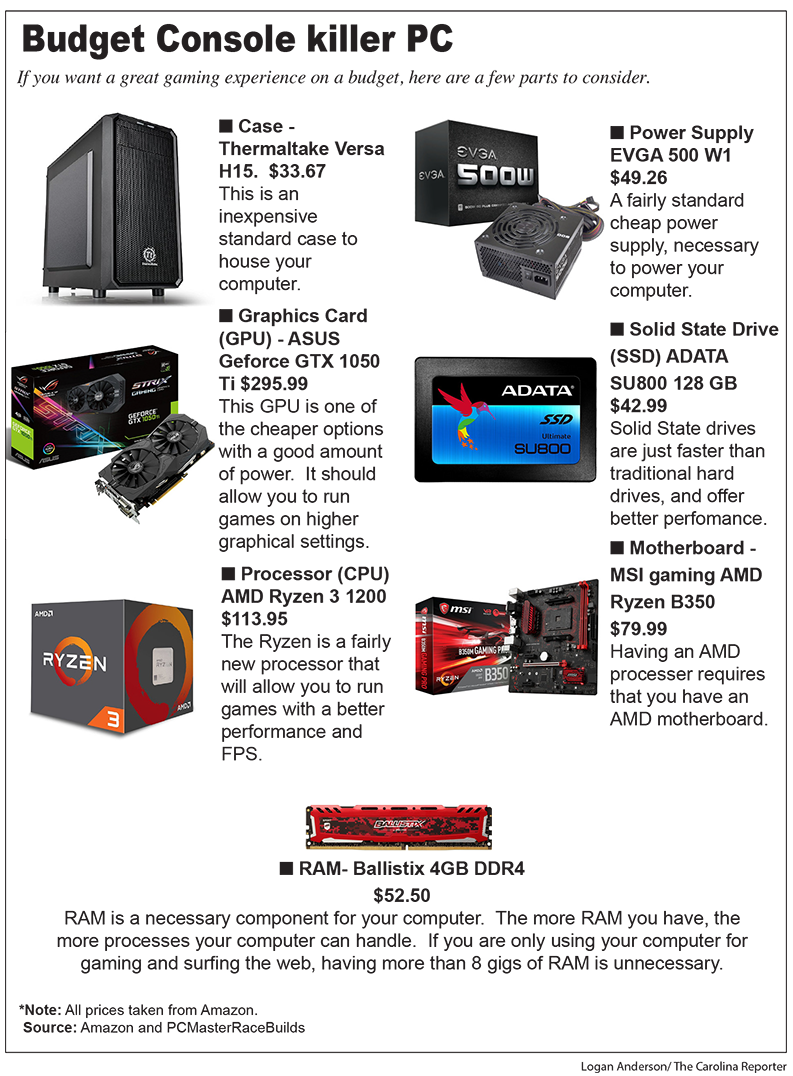 Budget Console killer PC
If you want a great gaming experience on a budget, here are a few parts to consider.
■ Case -
Thermaltake Versa
H15.  $33.67
This is an
inexpensive
standard case to
house your
computer.
Tt
EVGA
EVGA
500W
■ Power Supply
EVGA 500 W1
$49.26
A fairly standard
cheap power
supply, necessary
to power your
computer.
■ Graphics Card
(GPU) - ASUS
Geforce GTX 1050
Ti $295.99
This GPU is one of
the cheaper options
with a good amount
of power.  It should
allow you to run
games on higher
graphical settings.
STRIX
GAMING
GEFORCE
GTX 1050 Ti
ASUS
ADATA
SSD
Ultimate
SU800
■ Solid State Drive
(SSD) ADATA
SU800 128 GB
$42.99
Solid State drives
are just faster than
traditional hard
drives, and offer
better perfomance.
■ Processor (CPU)
AMD Ryzen 3 1200
$113.95
The Ryzen is a fairly
new processor that
will allow you to run
games with a better
performance and
FPS.
AMD
RYZEN
3
AMD
msi
B350M GAMING PRO
RYZEN
B350
■ Motherboard -
MSI gaming AMD
Ryzen B350
$79.99
Having an AMD
processer requires
that you have an
AMD motherboard.
BALLISTIX
■ RAM- Ballistix 4GB DDR4
$52.50
RAM is a necessary component for your computer.  The more RAM you have, the
more processes your computer can handle.  If you are only using your computer for
gaming and surfing the web, having more than 8 gigs of RAM is unnecessary.
*Note: All prices taken from Amazon.
Source: Amazon and PCMasterRaceBuilds
Logan Anderson/ The Carolina Reporter